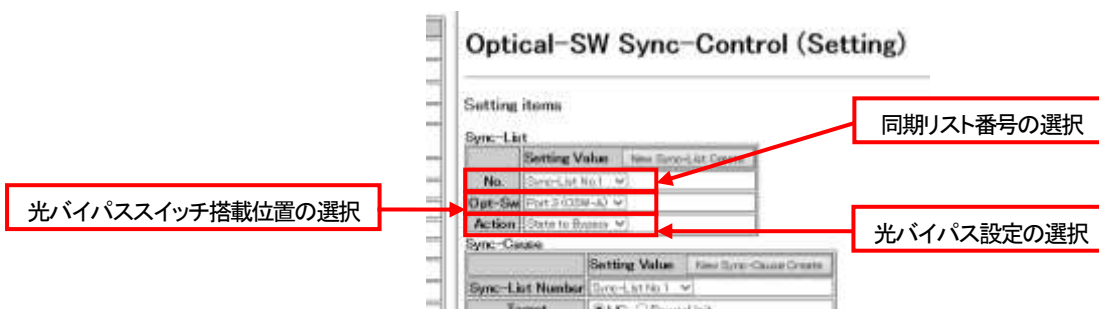 Optical-SW Sync-Control (Setting)
Setting items
同期リスト番号の選択
Sync-List
Setting Value New Sync-List Create
No. Sync-List No.1
光バイパススイッチ搭載位置の選択
Opt-Sw Port 3 (OSW-A)
Action State to Bypass
光バイパス設定の選択
Sync-Cause
Setting Value New Sync-Cause Create
Sync-List Number Sync-List No.1
Target